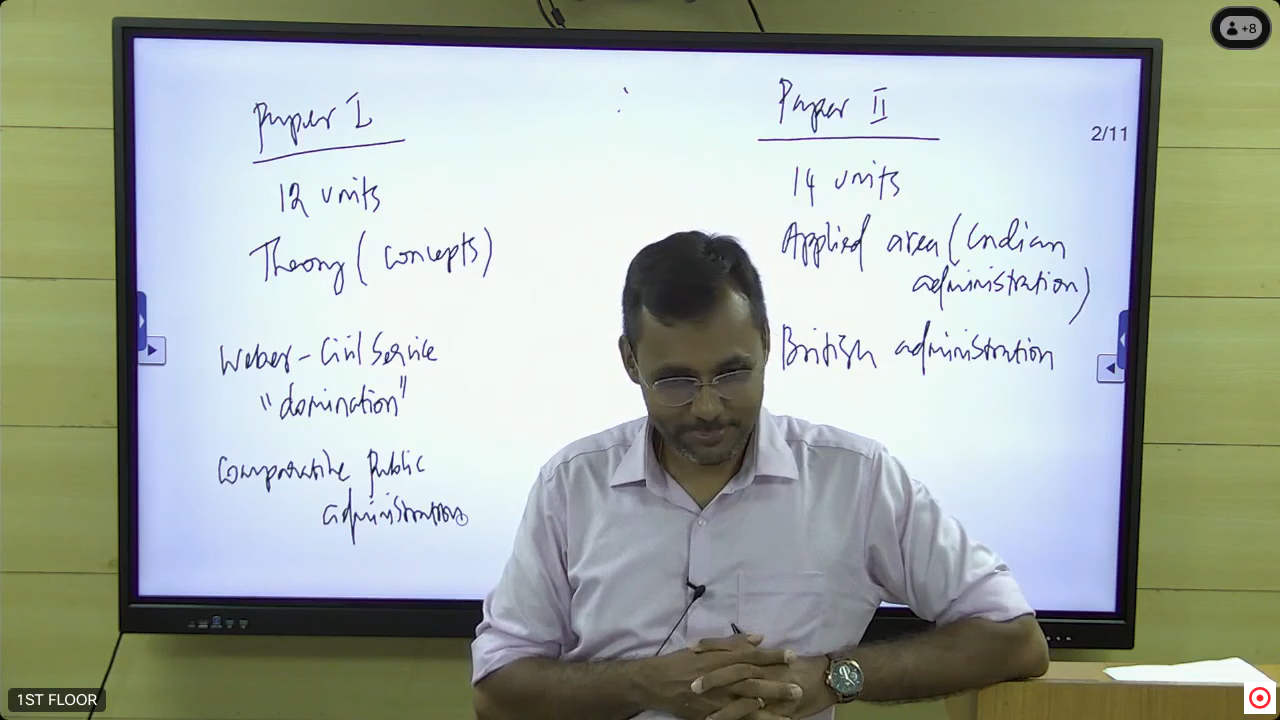 Paper I
12 units
Theory (concepts)
Weber - Civil Service
"domination"
Comparative Public
administration
:
Paper II
2/11
14 units
Applied area (Indian
administration)
British administration
+8
1ST FLOOR